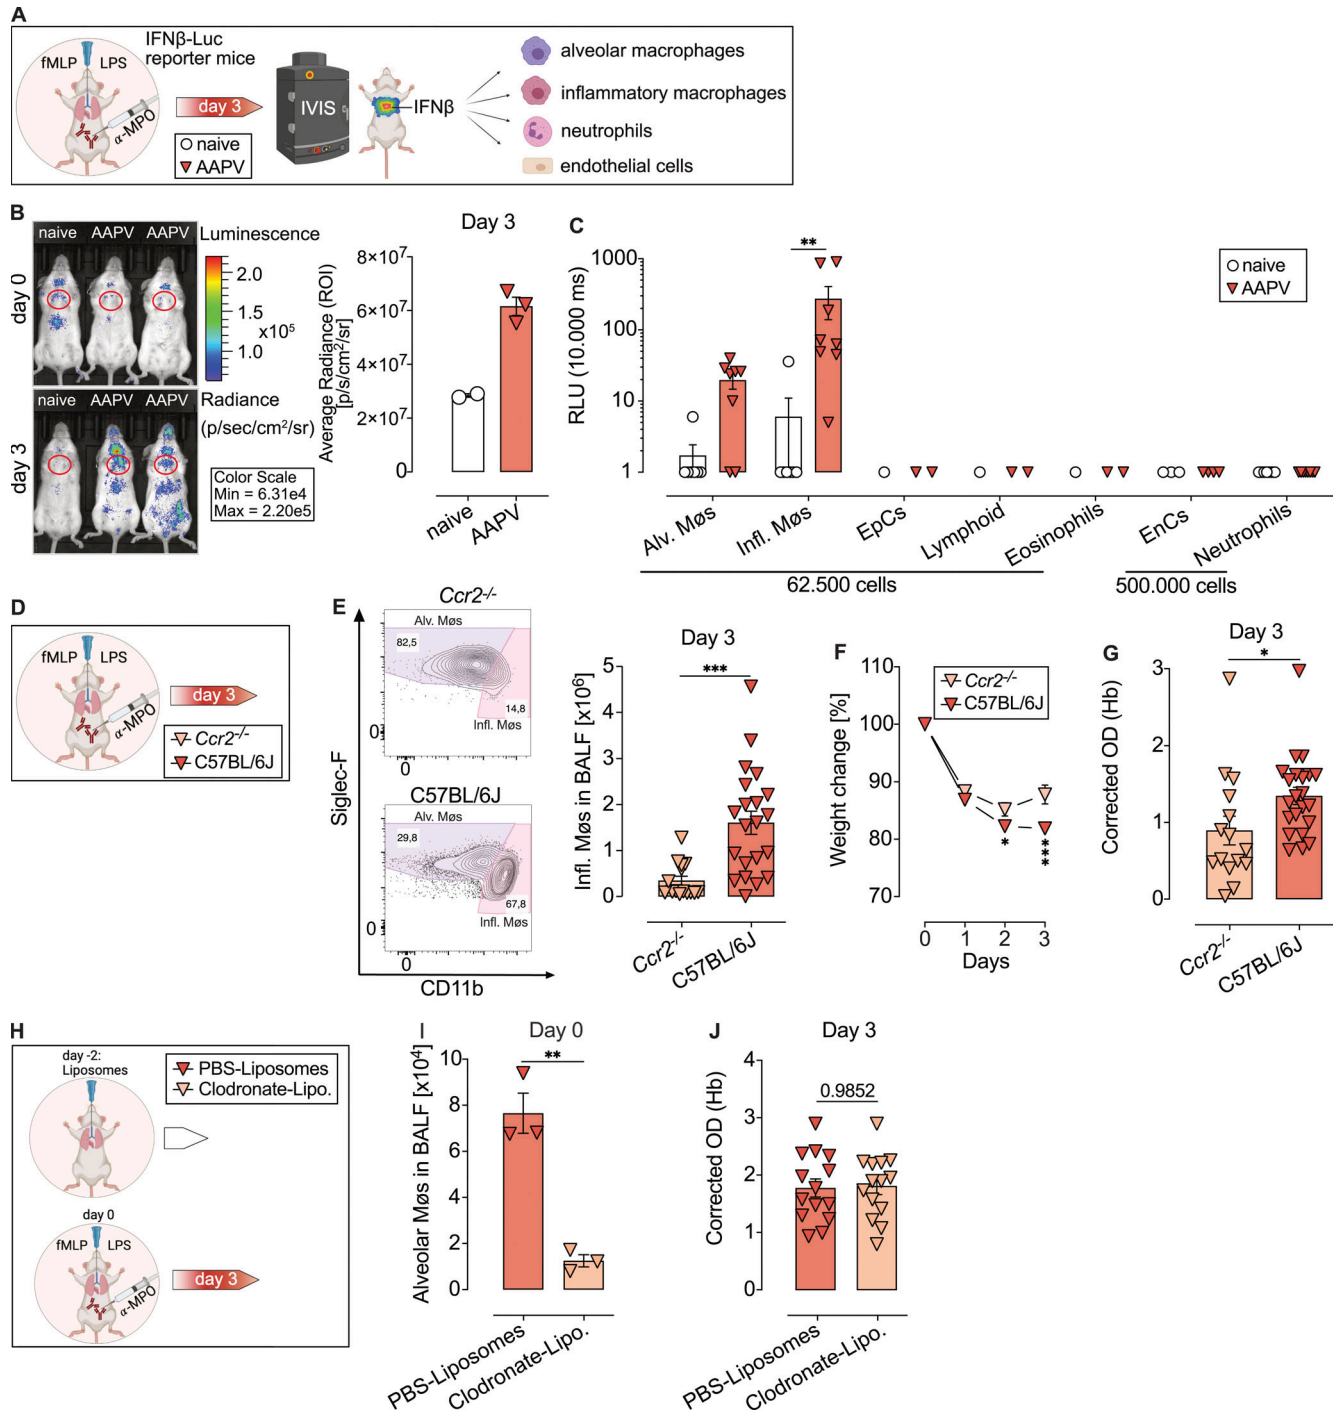 A
fMLP LPS
IFNβ-Luc
reporter mice
α-MPO
day 3
naive
AAPV
IVIS
IFNβ
alveolar macrophages
inflammatory macrophages
neutrophils
endothelial cells
B
naive AAPV AAPV
day 0
naive AAPV AAPV
day 3
Luminescence
2.0
1.5
x10⁵
1.0
Radiance
(p/sec/cm²/sr)
Color Scale
Min = 6.31e4
Max = 2.20e5
Day 3
Average Radiance (ROI)
[p/s/cm²/sr]
8×10⁷
6×10⁷
4×10⁷
2×10⁷
0
naive
AAPV
C
RLU (10.000 ms)
1000
100
10
1
**
naive
AAPV
Alv. Møs
Infl. Møs
EpCs
Lymphoid
Eosinophils
EnCs
Neutrophils
62.500 cells
500.000 cells
D
fMLP LPS
α-MPO
day 3
Ccr2-/-
C57BL/6J
E
Ccr2-/-
Alv. Møs
82,5
14,8
Infl. Møs
0
0
C57BL/6J
Alv. Møs
29,8
67,8
Infl. Møs
0
0
Siglec-F
CD11b
Day 3
***
Infl. Møs in BALF [x10⁶]
5
4
3
2
1
0
Ccr2-/-
C57BL/6J
F
Weight change [%]
110
100
90
80
70
Ccr2-/-
C57BL/6J
*
***
0 1 2 3
Days
G
Day 3
*
Corrected OD (Hb)
3
2
1
0
Ccr2-/-
C57BL/6J
H
day -2:
Liposomes
PBS-Liposomes
Clodronate-Lipo.
day 0
fMLP LPS
α-MPO
day 3
I
Day 0
**
Alveolar Møs in BALF [x10⁴]
10
8
6
4
2
0
PBS-Liposomes
Clodronate-Lipo.
J
Day 3
0.9852
Corrected OD (Hb)
4
3
2
1
0
PBS-Liposomes
Clodronate-Lipo.